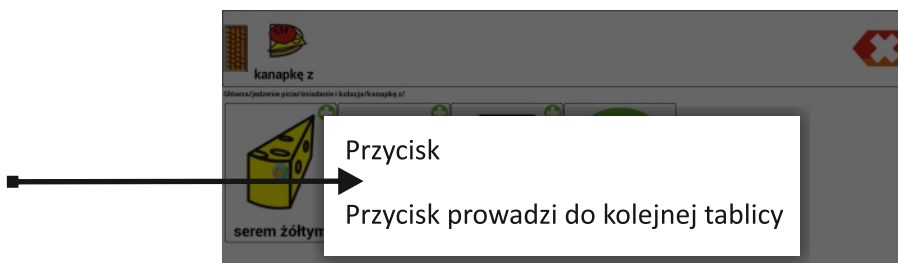 kanapkę z
Główna/jedzenie picie/śniadanie i kolacja/kanapkę z/
serem żółtym
Przycisk
Przycisk prowadzi do kolejnej tablicy